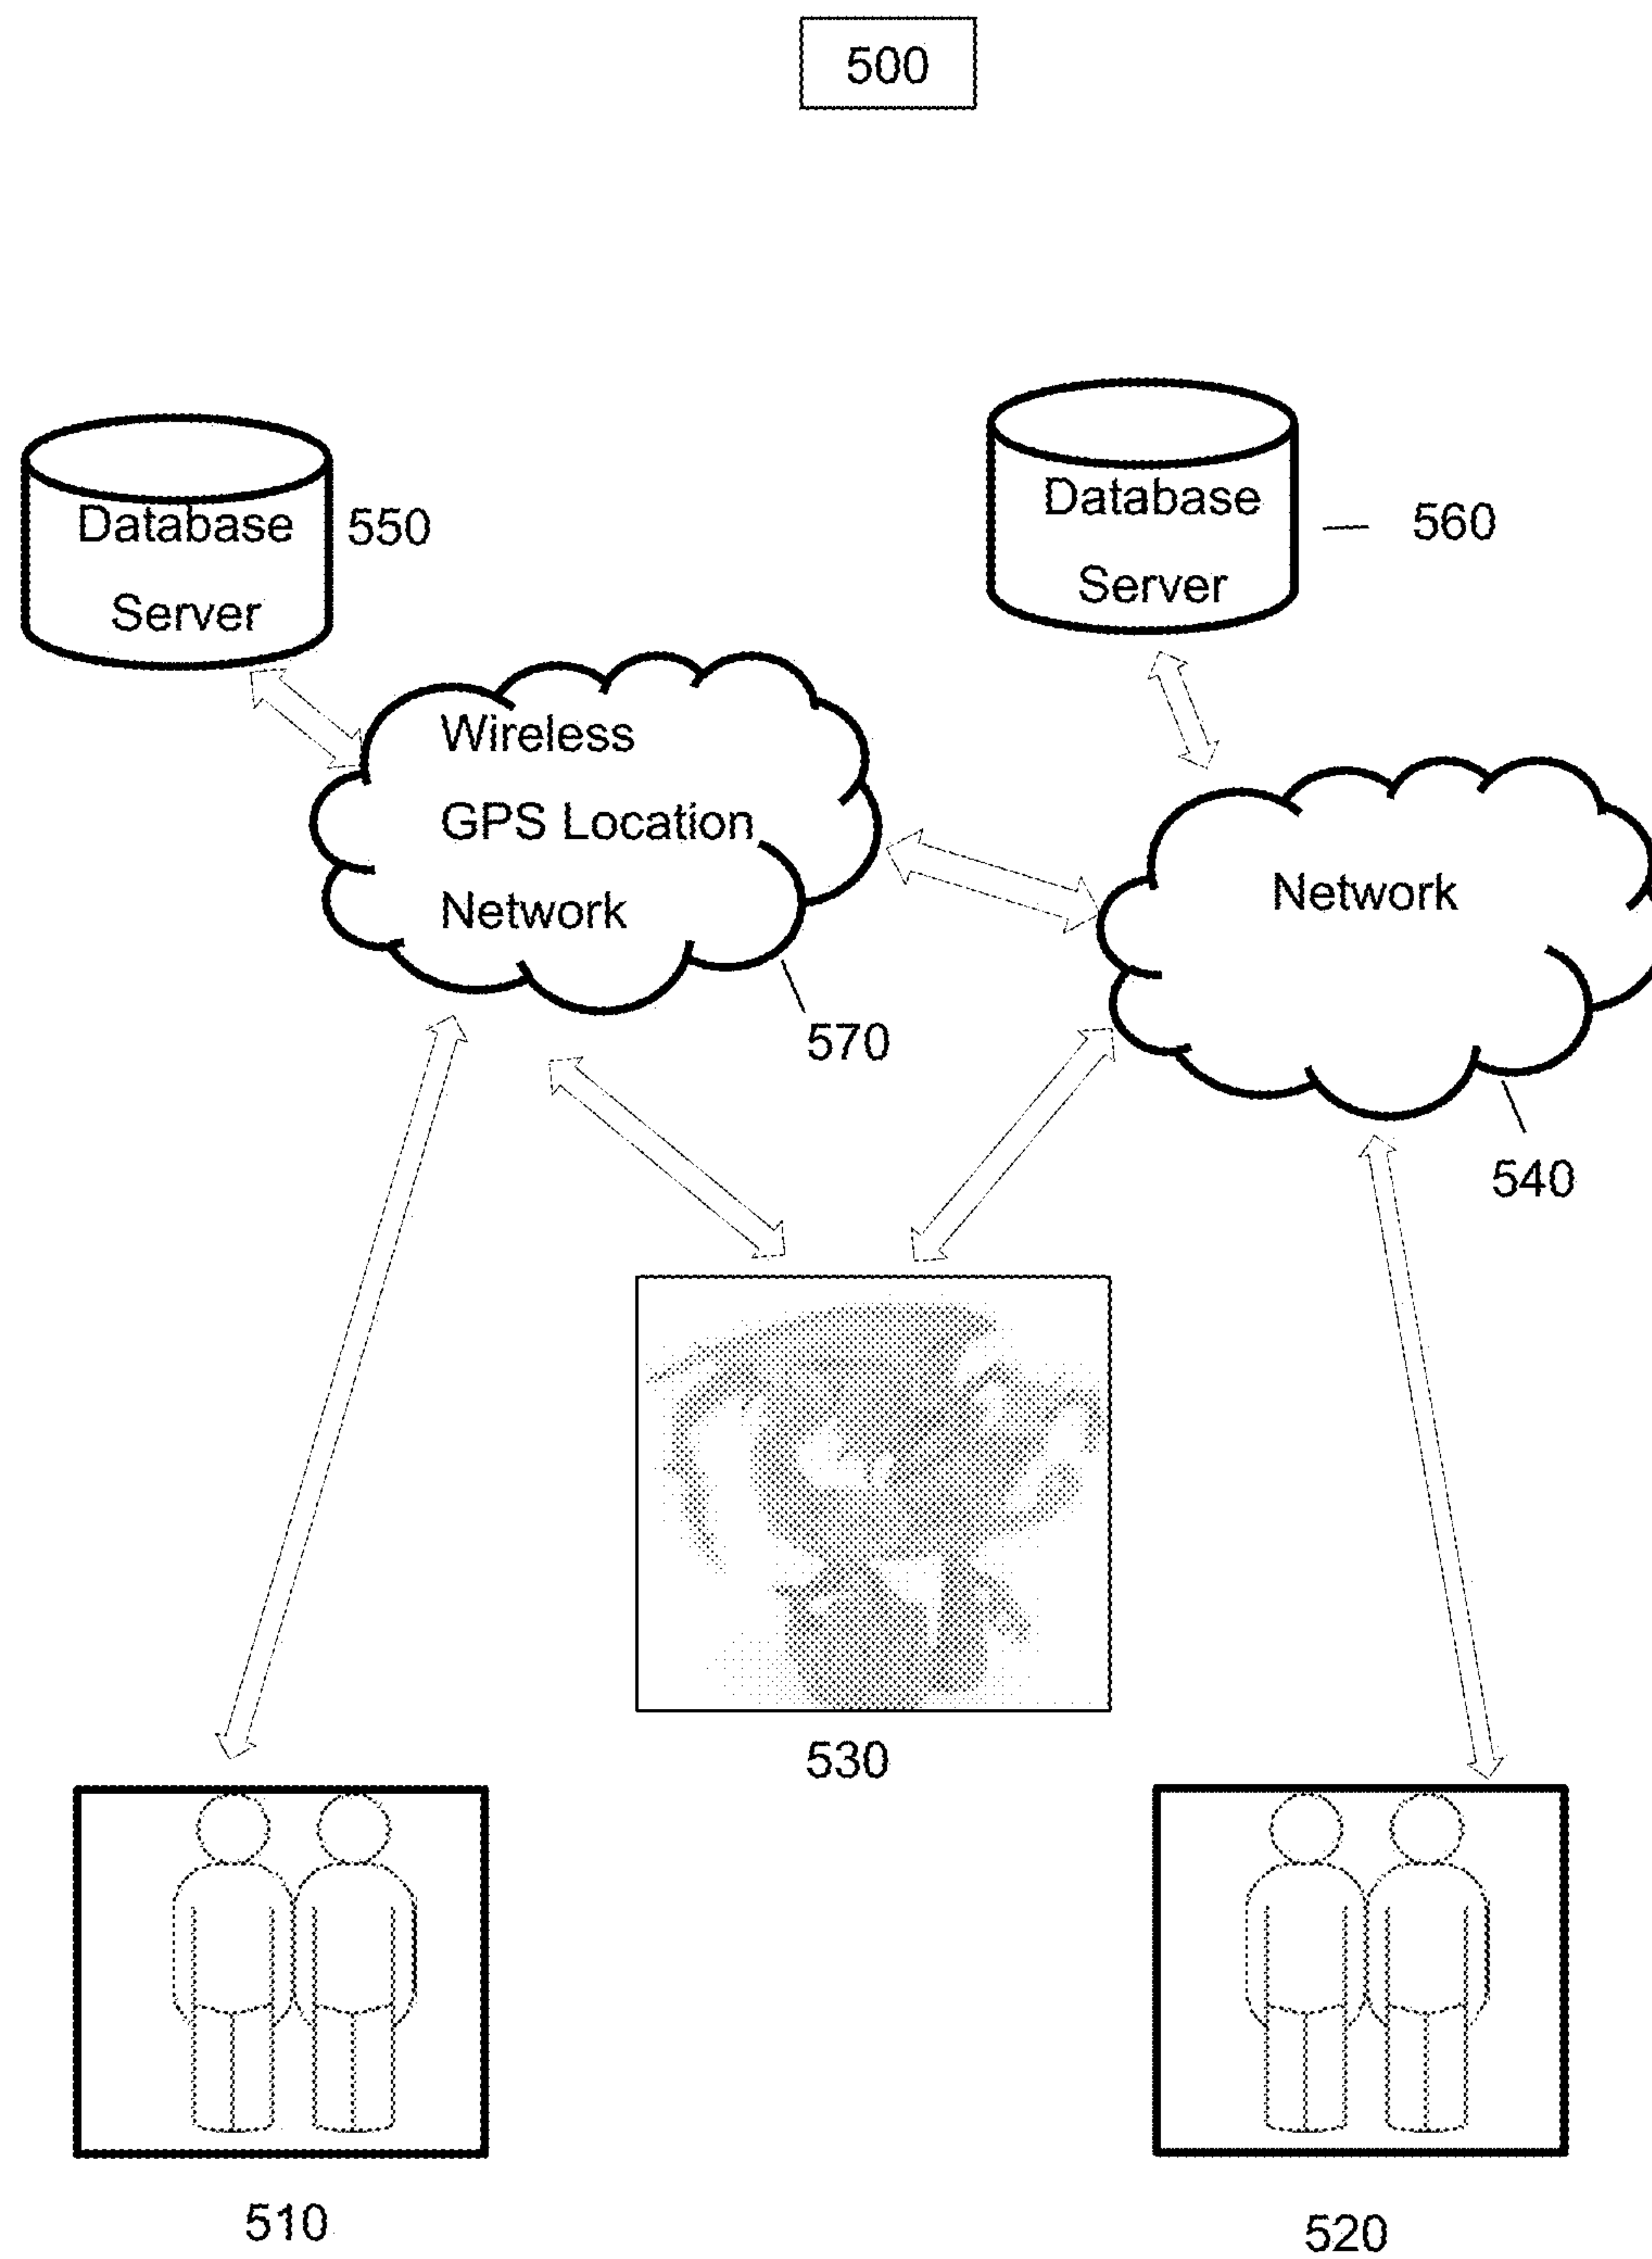 500
Database
Server
550
Database
Server
560
Wireless
GPS Location
Network
570
Network
540
530
510
520